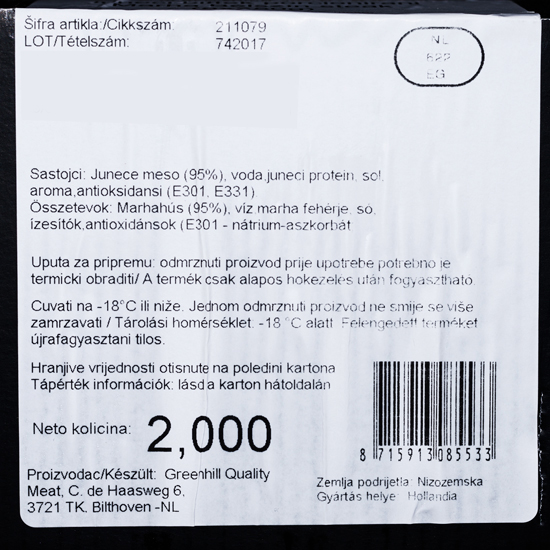 Šifra artikla:/Cikkszám: 211079
LOT/Tételszám: 742017
NL
622
EG
Sastojci: Junece meso (95%), voda,juneci protein, sol,
aroma,antioksidansi (E301, E331)
Összetevok: Marhahús (95%), víz,marha fehérje, só,
ízesítők,antioxidánsok (E301 - nátrium-aszkorbát
Uputa za pripremu: odmrznuti proizvod prije upotrebe potrebno je
termicki obraditi/ A termék csak alapos hokezelés után fogyasztható.
Cuvati na -18°C ili niže. Jednom odmrznuti proizvod ne smije se više
zamrzavati / Tárolási homérséklet: -18 °C alatt. Felengedett terméket
újrafagyasztani tilos.
Hranjive vrijednosti otisnute na poledini kartona
Tápérték információk: lásd a karton hátoldalán
Neto kolicina: 2,000
8 715913 085533
Proizvodac/Készült: Greenhill Quality
Meat, C. de Haasweg 6,
3721 TK. Bilthoven -NL
Zemlja podrijetla: Nizozemska
Gyártás helye: Hollandia